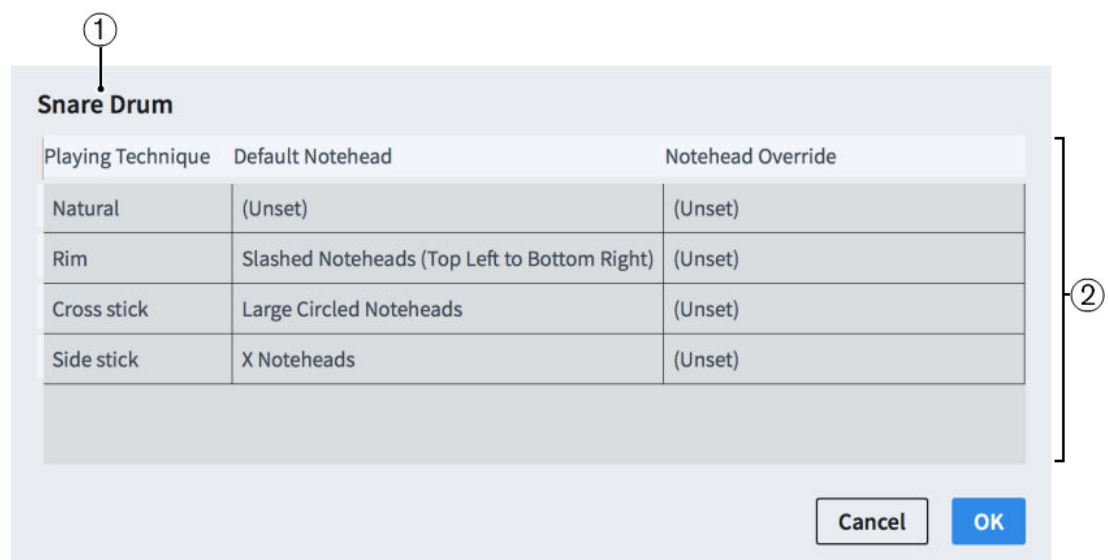 ①
Snare Drum
Playing Technique Default Notehead Notehead Override
Natural (Unset) (Unset)
Rim Slashed Noteheads (Top Left to Bottom Right) (Unset)
Cross stick Large Circled Noteheads (Unset)
②
Side stick X Noteheads (Unset)
Cancel OK